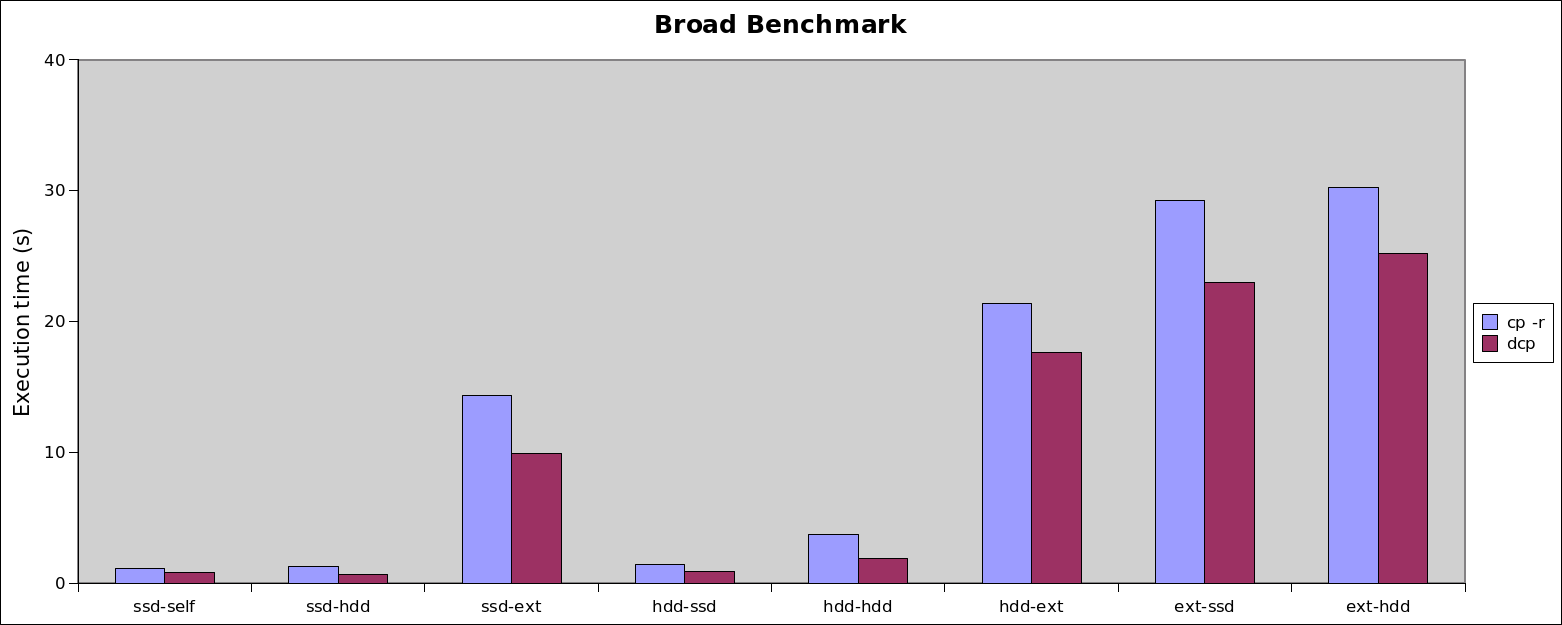 Broad Benchmark
Execution time (s)
40
30
20
10
0
ssd-self ssd-hdd ssd-ext hdd-ssd hdd-hdd hdd-ext ext-ssd ext-hdd
cp -r
dcp